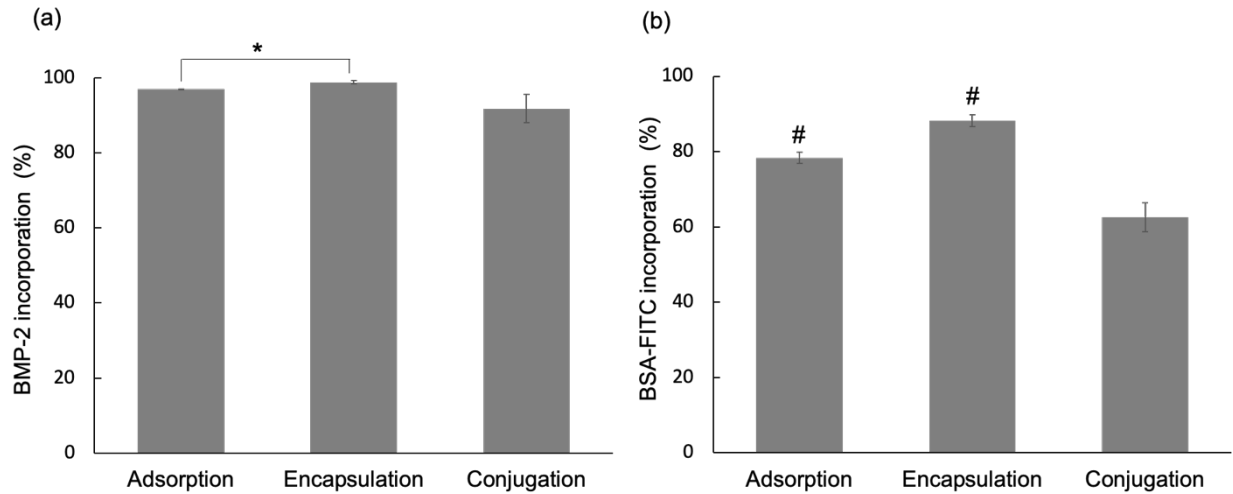 (a)
*
BMP-2 incorporation (%)
100
80
60
40
20
0
Adsorption Encapsulation Conjugation
(b)
BSA-FITC incorporation (%)
100
80
60
40
20
0
#
#
Adsorption Encapsulation Conjugation